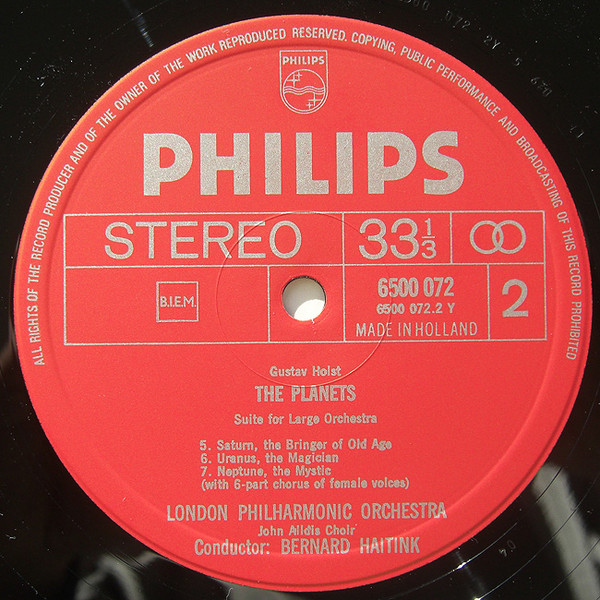 ALL RIGHTS OF THE RECORD PRODUCER AND OF THE OWNER OF THE WORK REPRODUCED RESERVED. COPYING, PUBLIC PERFORMANCE AND BROADCASTING OF THIS RECORD PROHIBITED
PHILIPS
PHILIPS
STEREO 33 1/3
B.I.E.M. 6500 072 2
6500 072.2 Y
MADE IN HOLLAND
Gustav Holst
THE PLANETS
Suite for Large Orchestra
5. Saturn, the Bringer of Old Age
6. Uranus, the Magician
7. Neptune, the Mystic
(with 6-part chorus of female voices)
LONDON PHILHARMONIC ORCHESTRA
John Alldis Choir
Conductor: BERNARD HAITINK